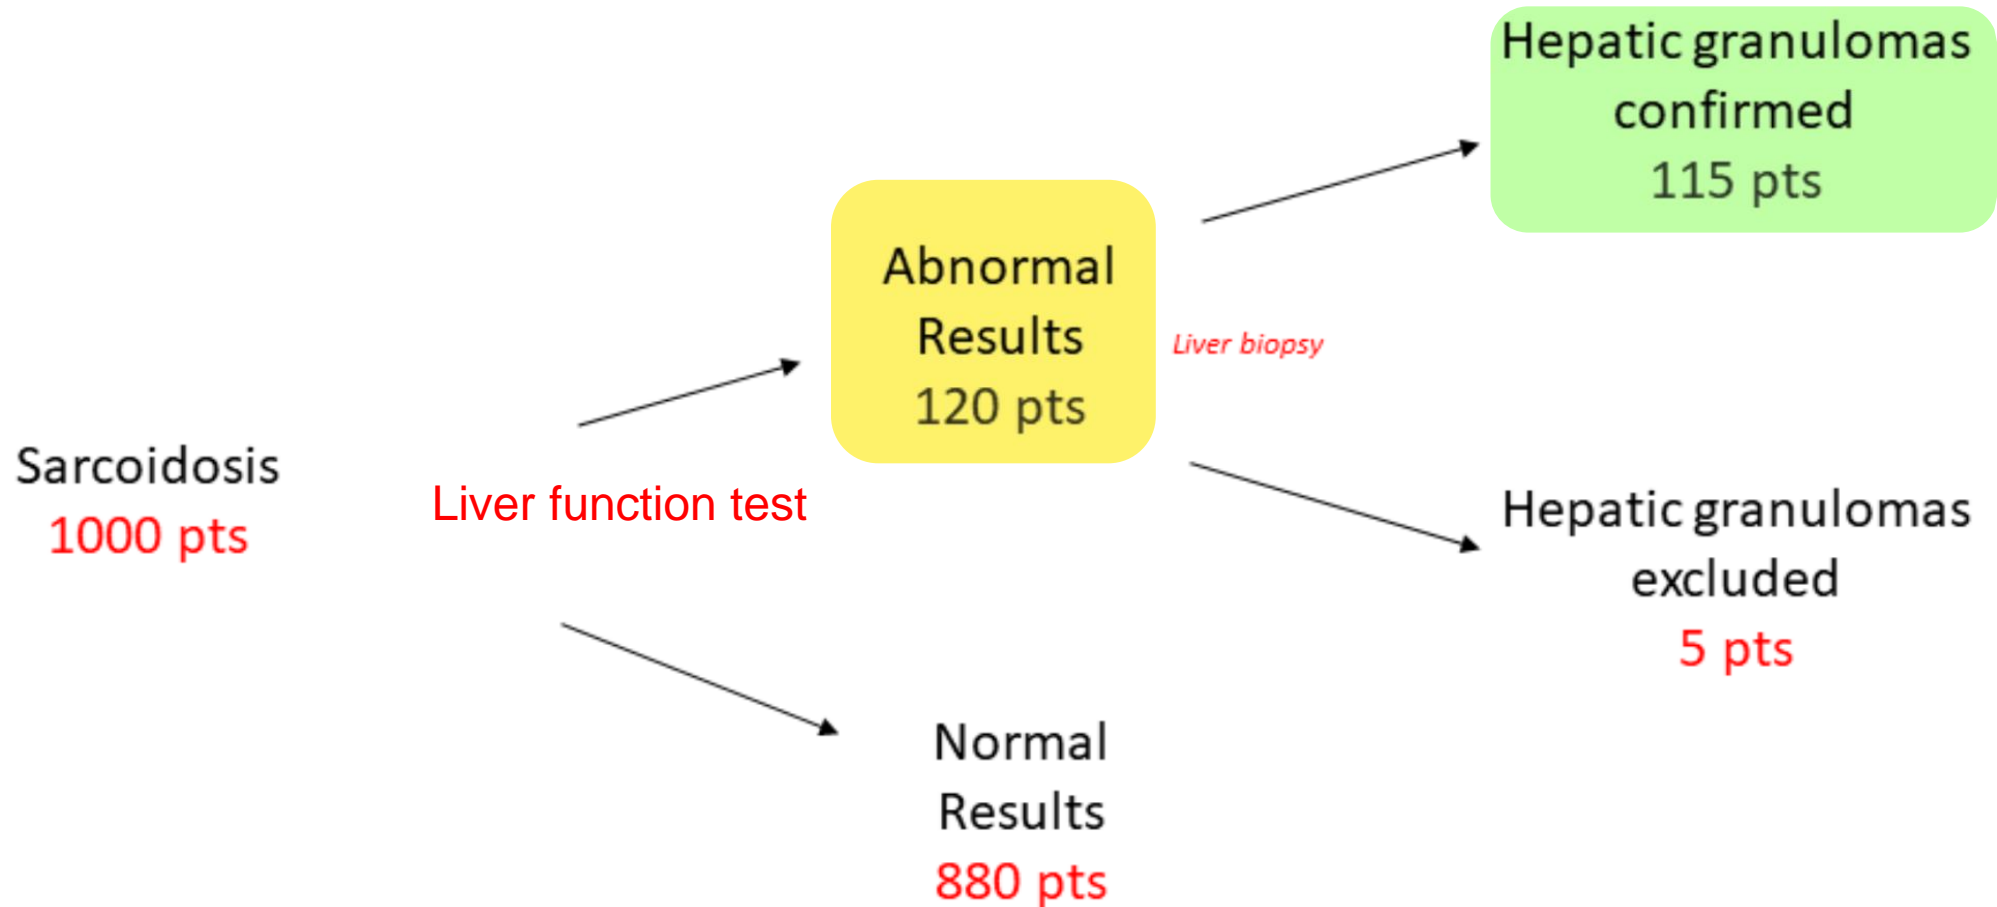 Sarcoidosis
1000 pts
Liver function test
Abnormal
Results
120 pts
Normal
Results
880 pts
Liver biopsy
Hepatic granulomas
confirmed
115 pts
Hepatic granulomas
excluded
5 pts